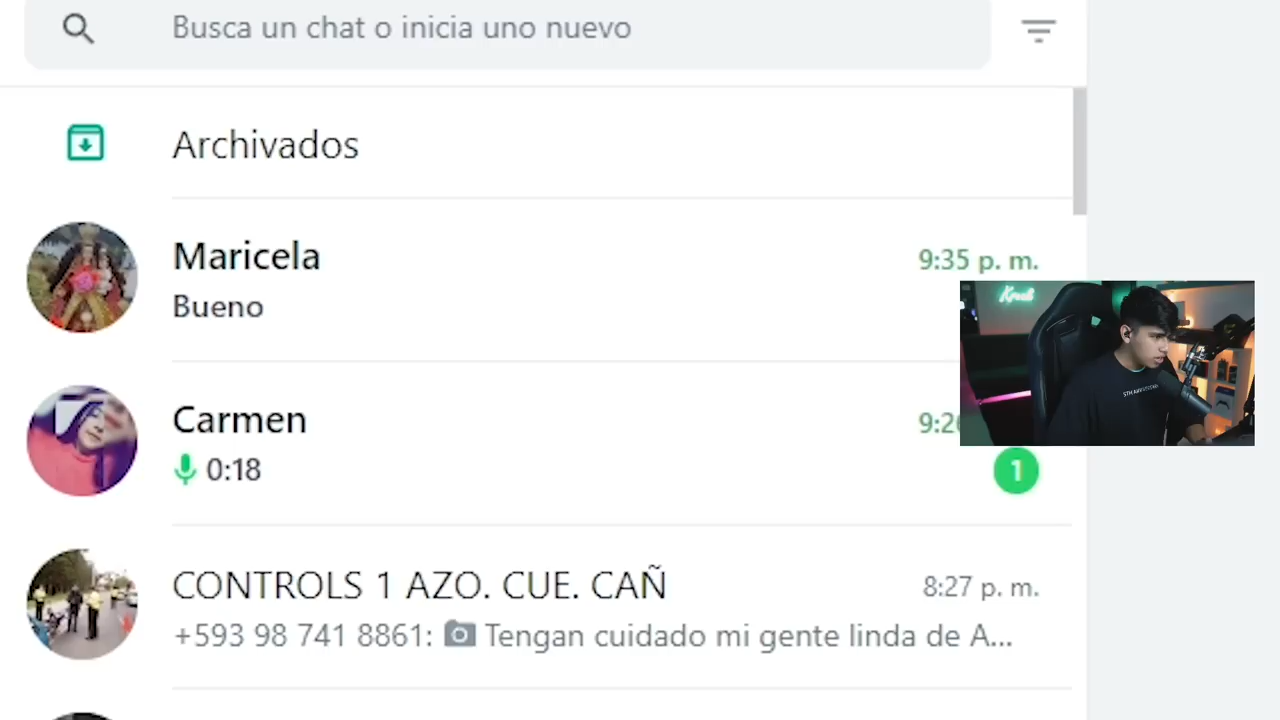 Busca un chat o inicia uno nuevo
Archivados
Maricela
9:35 p. m.
Bueno
Carmen
0:18
1
CONTROLS 1 AZO. CUE. CAÑ
8:27 p. m.
+593 98 741 8861: Tengan cuidado mi gente linda de A...